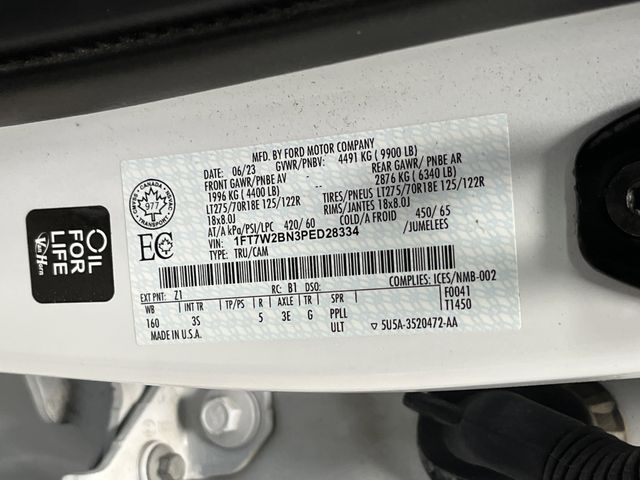 MFD. BY FORD MOTOR COMPANY
DATE: 06/23 GVWR/PNBV: 4491 KG ( 9900 LB)
FRONT GAWR/ PNBE AV REAR GAWR/ PNBE AR
1996 KG ( 4400 LB) 2876 KG ( 6340 LB)
LT275/70R18E 125/122R TIRES/PNEUS LT275/70R18E 125/122R
18x8.0J RIMS/JANTES 18x8.0J
AT/A kPa/PSI/LPC 420/ 60 COLD/A FROID 450/ 65
/JUMELEES
VIN: 1FT7W2BN3PED28334
TYPE: TRU/CAM
CANADA
977
TRANSPORT
EC
COMPLIES: ICES/NMB-002
EXT PNT: Z1 RC: B1 DSO: F0041
WB INT TR TP/PS R AXLE TR SPR T1450
160 3S 5 3E G PPLL
MADE IN U.S.A. ULT ▽ 5U5A-3520472-AA
OIL
FOR
LIFE
Van Horn